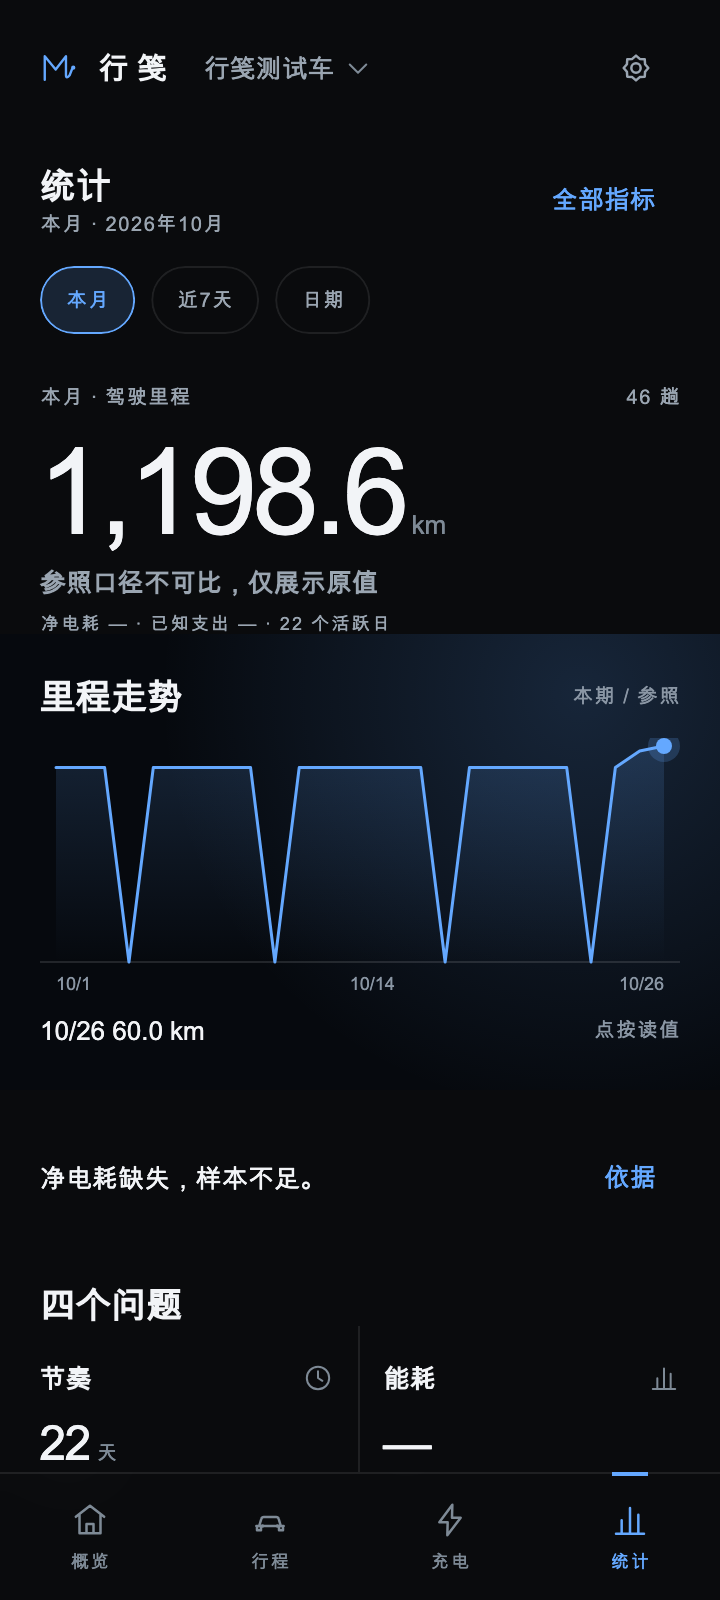 行笺 行笺测试车
统计
全部指标
本月 · 2026年10月
本月 近7天 日期
本月 · 驾驶里程 46 趟
1,198.6 km
参照口径不可比，仅展示原值
净电耗 — · 已知支出 — · 22 个活跃日
里程走势 本期 / 参照
10/1 10/14 10/26
10/26 60.0 km 点按读值
净电耗缺失，样本不足。 依据
四个问题
节奏 能耗
22 天 —
概览 行程 充电 统计